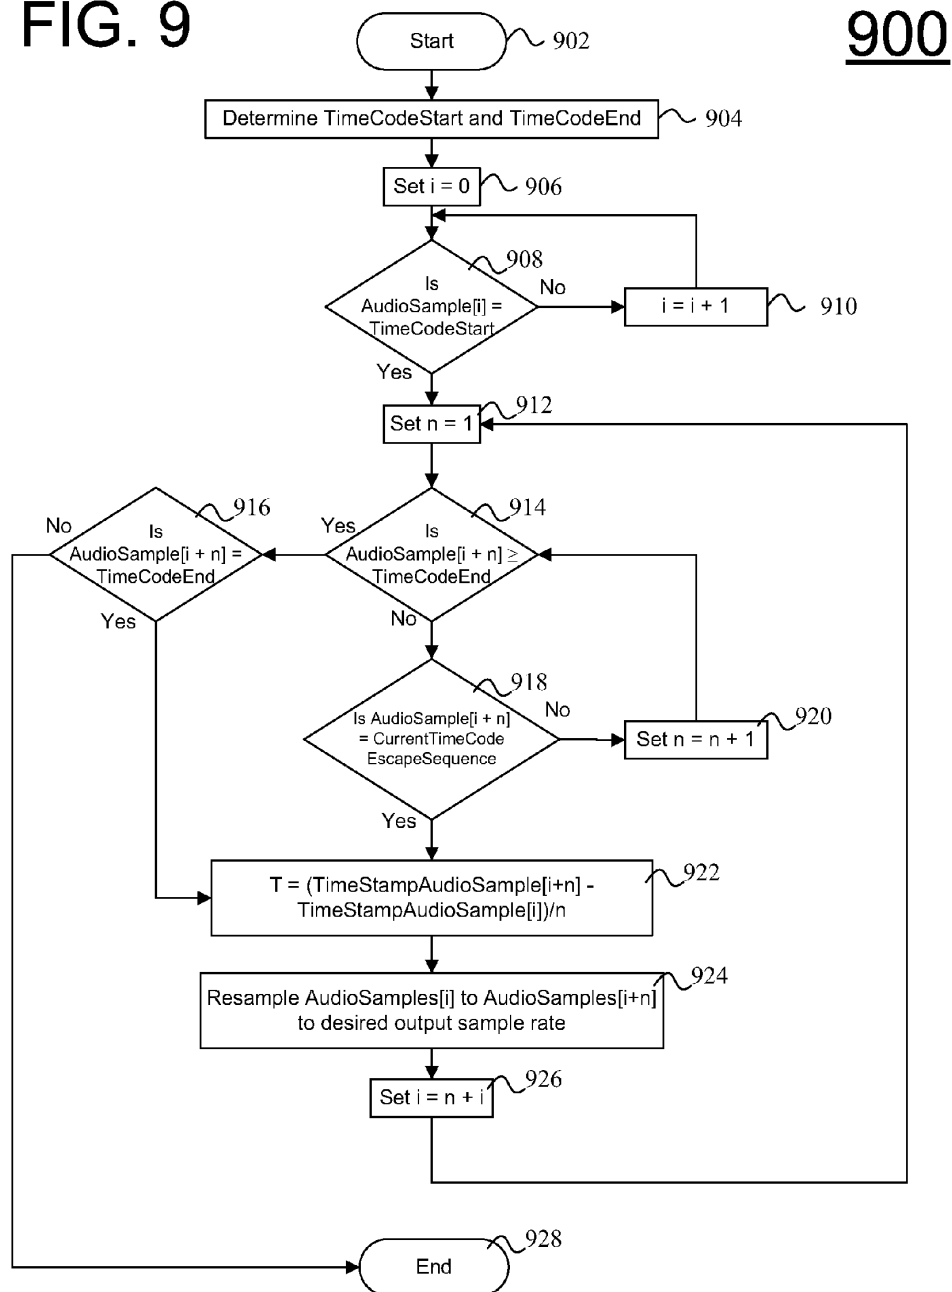 FIG. 9
900
Start
902
Determine TimeCodeStart and TimeCodeEnd
904
Set i = 0
906
908
Is
AudioSample[i] =
TimeCodeStart
No
i = i + 1
910
Yes
912
Set n = 1
916
No
Is
AudioSample[i + n] =
TimeCodeEnd
Yes
914
Yes
Is
AudioSample[i + n] ≥
TimeCodeEnd
No
918
Is AudioSample[i + n]
= CurrentTimeCode
EscapeSequence
No
920
Set n = n + 1
Yes
T = (TimeStampAudioSample[i+n] -
TimeStampAudioSample[i])/n
922
Resample AudioSamples[i] to AudioSamples[i+n]
to desired output sample rate
924
Set i = n + i
926
End
928